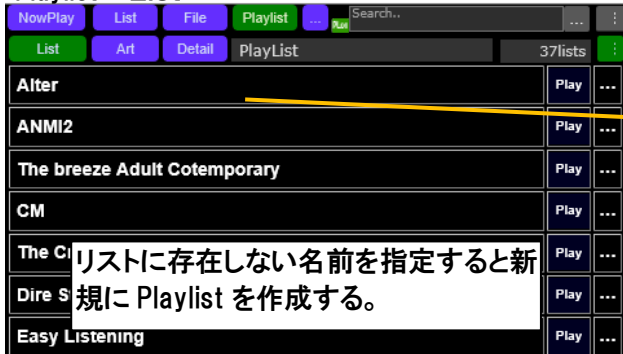 NowPlay List File Playlist ... Search.. ... ⋮
List Art Detail PlayList 37lists ⋮
Alter Play ...
ANMI2 Play ...
The breeze Adult Cotemporary Play ...
CM Play ...
The Play ...
リストに存在しない名前を指定すると新
規に Playlist を作成する。
Dire Play ...
Easy Listening Play ...